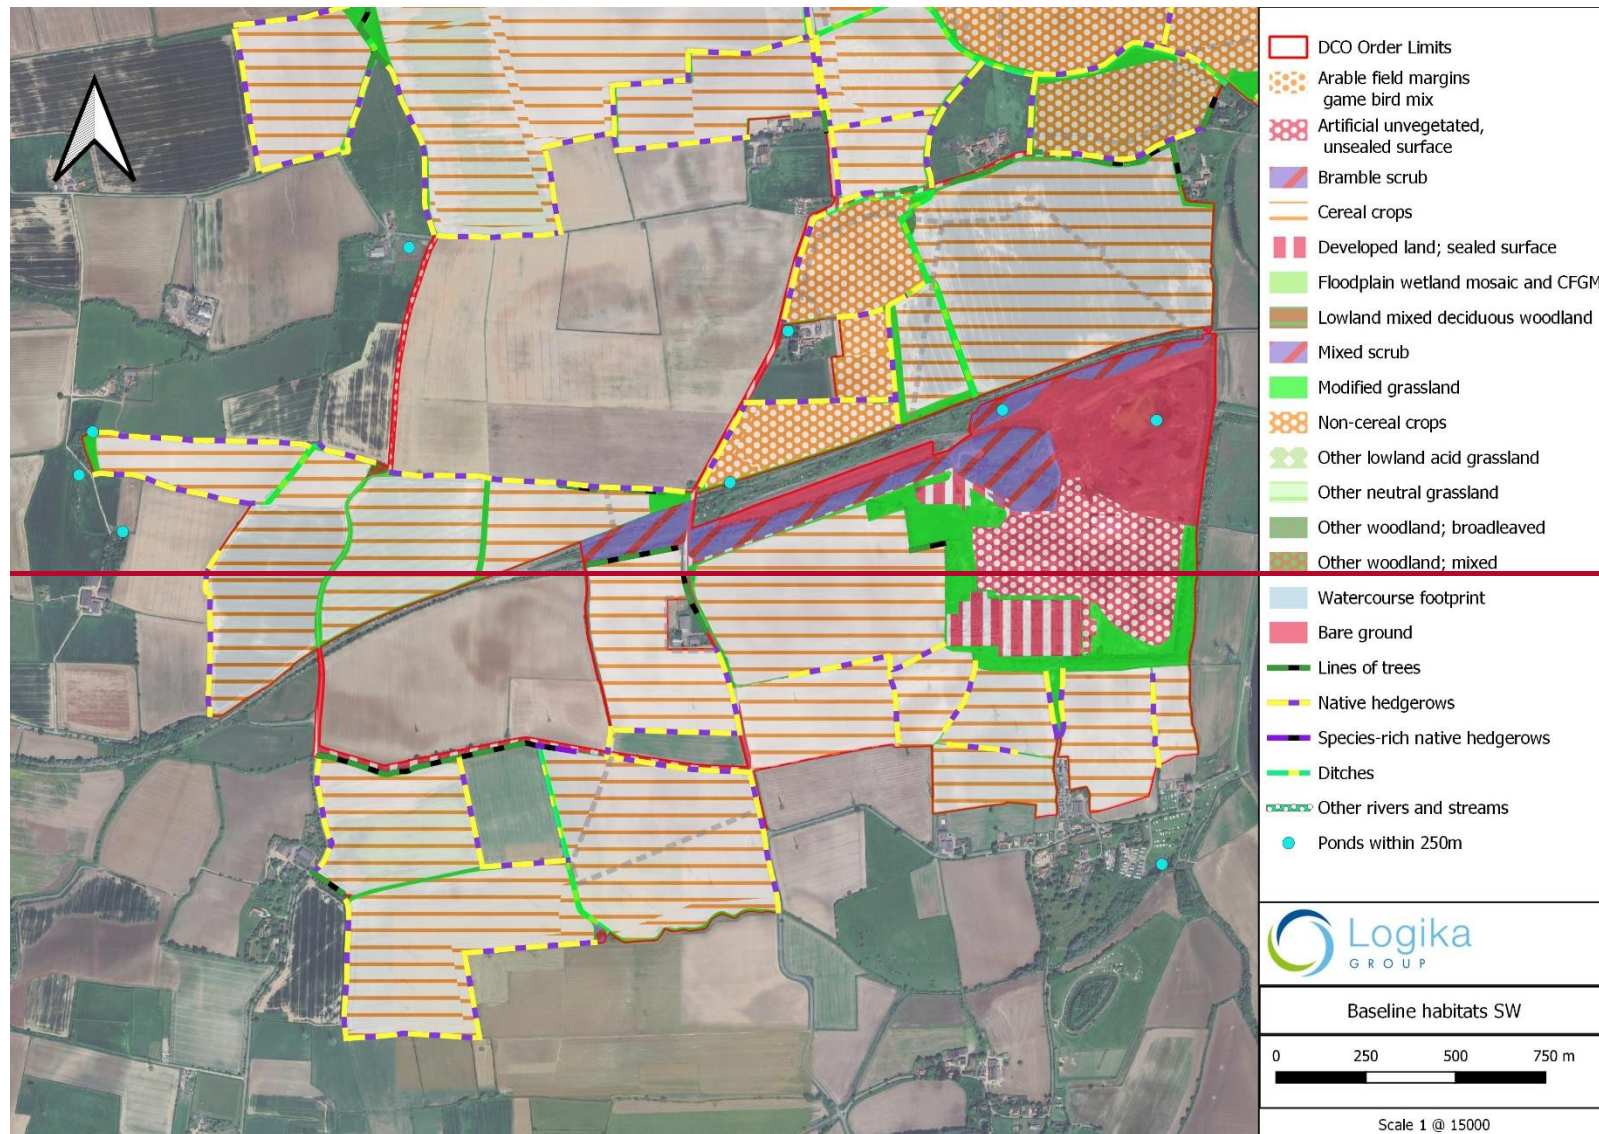 DCO Order Limits
Arable field margins
game bird mix
Artificial unvegetated,
unsealed surface
Bramble scrub
Cereal crops
Developed land; sealed surface
Floodplain wetland mosaic and CFGM
Lowland mixed deciduous woodland
Mixed scrub
Modified grassland
Non-cereal crops
Other lowland acid grassland
Other neutral grassland
Other woodland; broadleaved
Other woodland; mixed
Watercourse footprint
Bare ground
Lines of trees
Native hedgerows
Species-rich native hedgerows
Ditches
Other rivers and streams
Ponds within 250m
Logika
GROUP
Baseline habitats SW
0 250 500 750 m
Scale 1 @ 15000